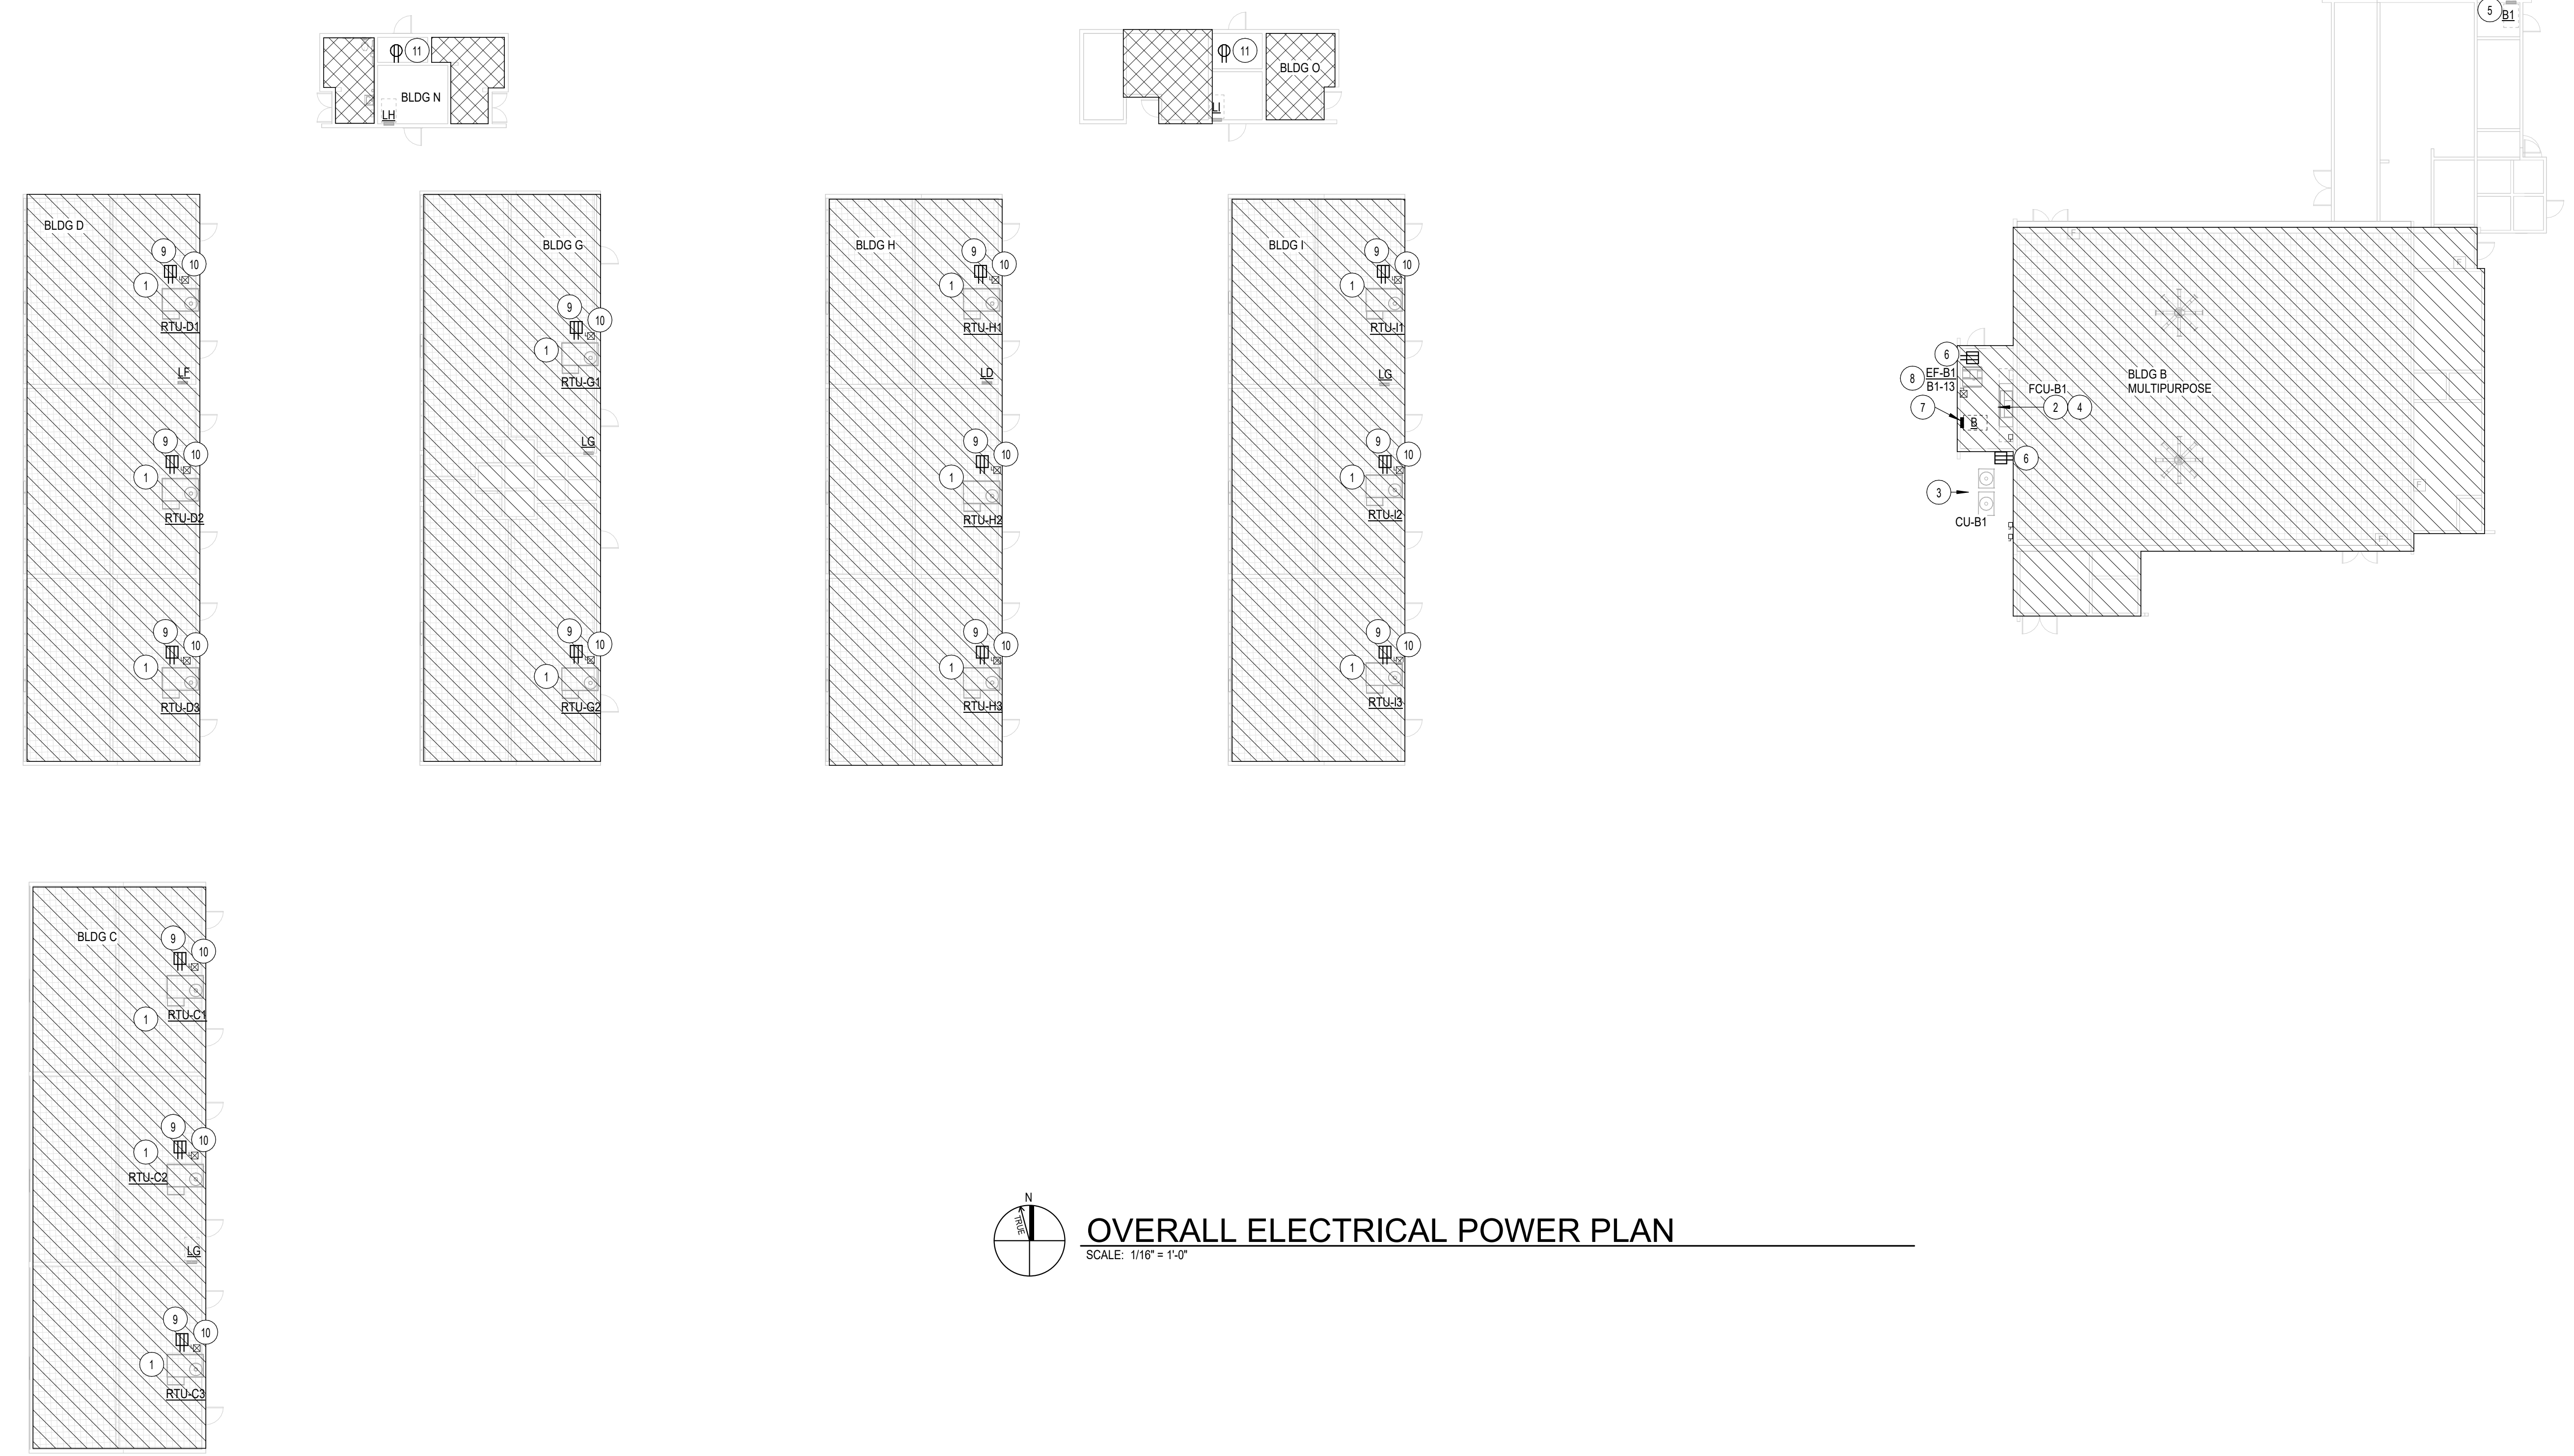 5
B1
11
BLDG N
LH
11
BLDG O
LI
BLDG D
9
10
1
RTU-D1
LF
9
10
1
RTU-D2
9
10
1
RTU-D3
BLDG G
9
10
1
RTU-G1
LG
9
10
1
RTU-G2
BLDG H
9
10
1
RTU-H1
LD
9
10
1
RTU-H2
9
10
1
RTU-H3
BLDG I
9
10
1
RTU-I1
LG
9
10
1
RTU-I2
9
10
1
RTU-I3
F
F
6
8
EF-B1
B1-13
7
B
FCU-B1
2
4
BLDG B
MULTIPURPOSE
6
3
CU-B1
F
F
BLDG C
9
10
1
RTU-C1
9
10
1
RTU-C2
LG
9
10
1
RTU-C3
N
TRUE
OVERALL ELECTRICAL POWER PLAN
SCALE: 1/16" = 1'-0"